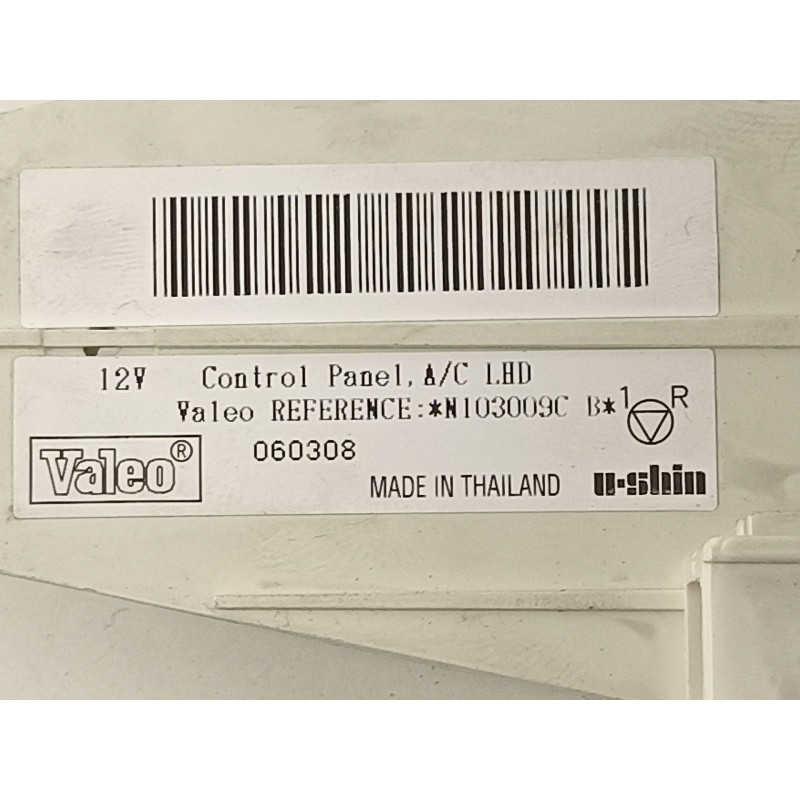 12V Control Panel, A/C LHD
Valeo REFERENCE:*N103009C B*
1 R
Valeo® 060308
MADE IN THAILAND u-shin